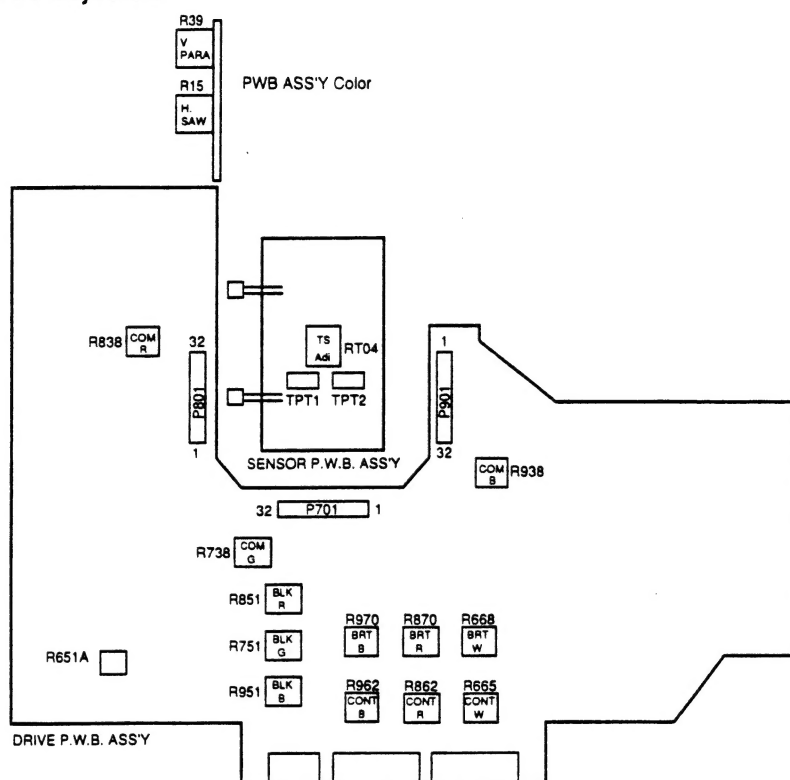 R39
V
PARA
PWB ASS'Y Color
R15
H.
SAW
R838
COM
R
32
P801
1
TS
Adj
RT04
TPT1
TPT2
SENSOR P.W.B. ASS'Y
1
P901
32
COM
B
R938
32
P701
1
R738
COM
G
R851
BLK
R
R751
BLK
G
R951
BLK
B
R970
BRT
B
R870
BRT
R
R668
BRT
W
R962
CONT
B
R862
CONT
R
R665
CONT
W
R651A
DRIVE P.W.B. ASS'Y